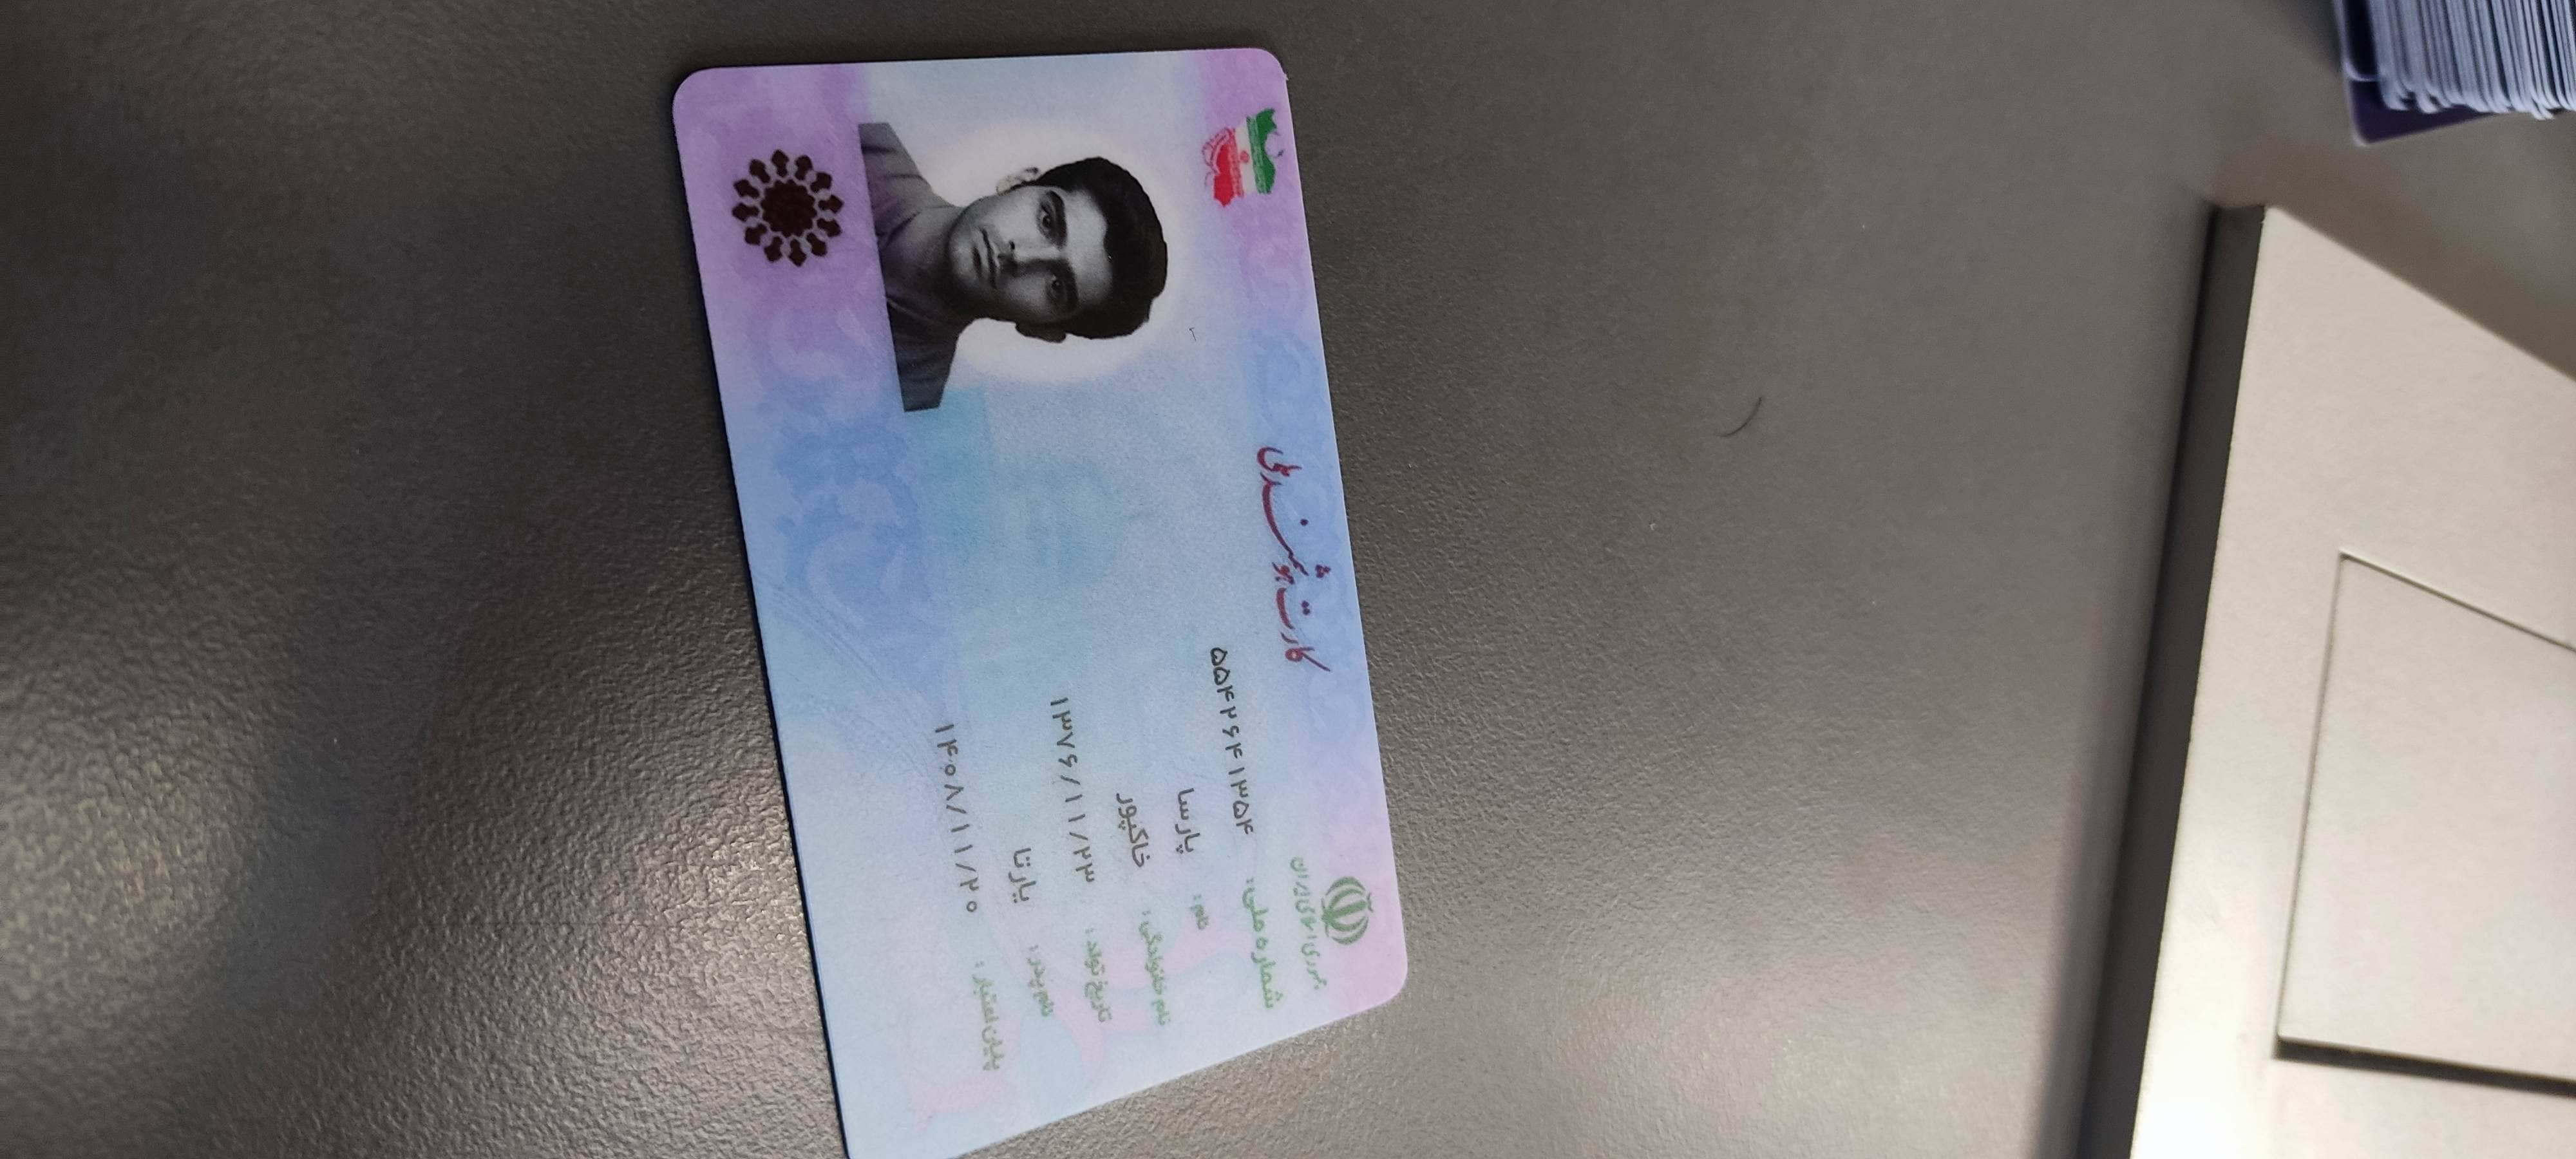 جمهوری اسلامی ایران
کارت هوشمند ملی
شماره ملی : ۵۵۴۲۶۴۱۳۵۴
نام : پارسا
نام خانوادگی : خاکپور
تاریخ تولد : ۱۳۷۶/۱۱/۲۳
نام پدر : یارتا
پایان اعتبار : ۱۴۰۸/۱۱/۲۰